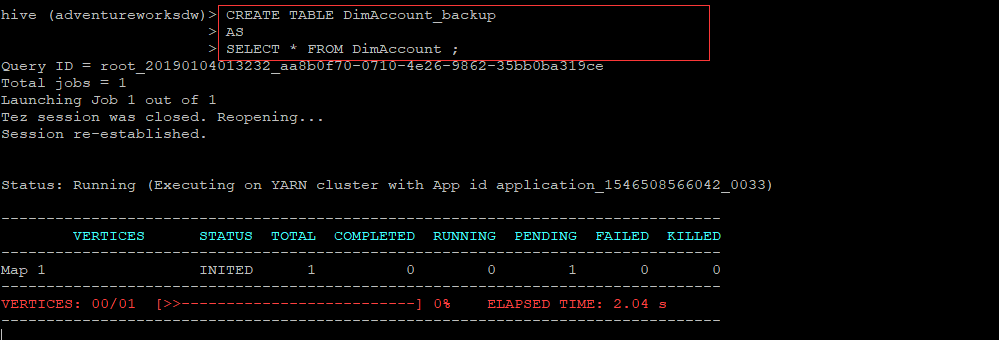 hive (adventureworksdw)> CREATE TABLE DimAccount_backup
> AS
> SELECT * FROM DimAccount ;
Query ID = root_20190104013232_aa8b0f70-0710-4e26-9862-35bb0ba319ce
Total jobs = 1
Launching Job 1 out of 1
Tez session was closed. Reopening...
Session re-established.
Status: Running (Executing on YARN cluster with App id application_1546508566042_0033)
--------------------------------------------------------------------------------
VERTICES STATUS TOTAL COMPLETED RUNNING PENDING FAILED KILLED
--------------------------------------------------------------------------------
Map 1 INITED 1 0 0 1 0 0
--------------------------------------------------------------------------------
VERTICES: 00/01 [>>--------------------------] 0% ELAPSED TIME: 2.04 s
--------------------------------------------------------------------------------